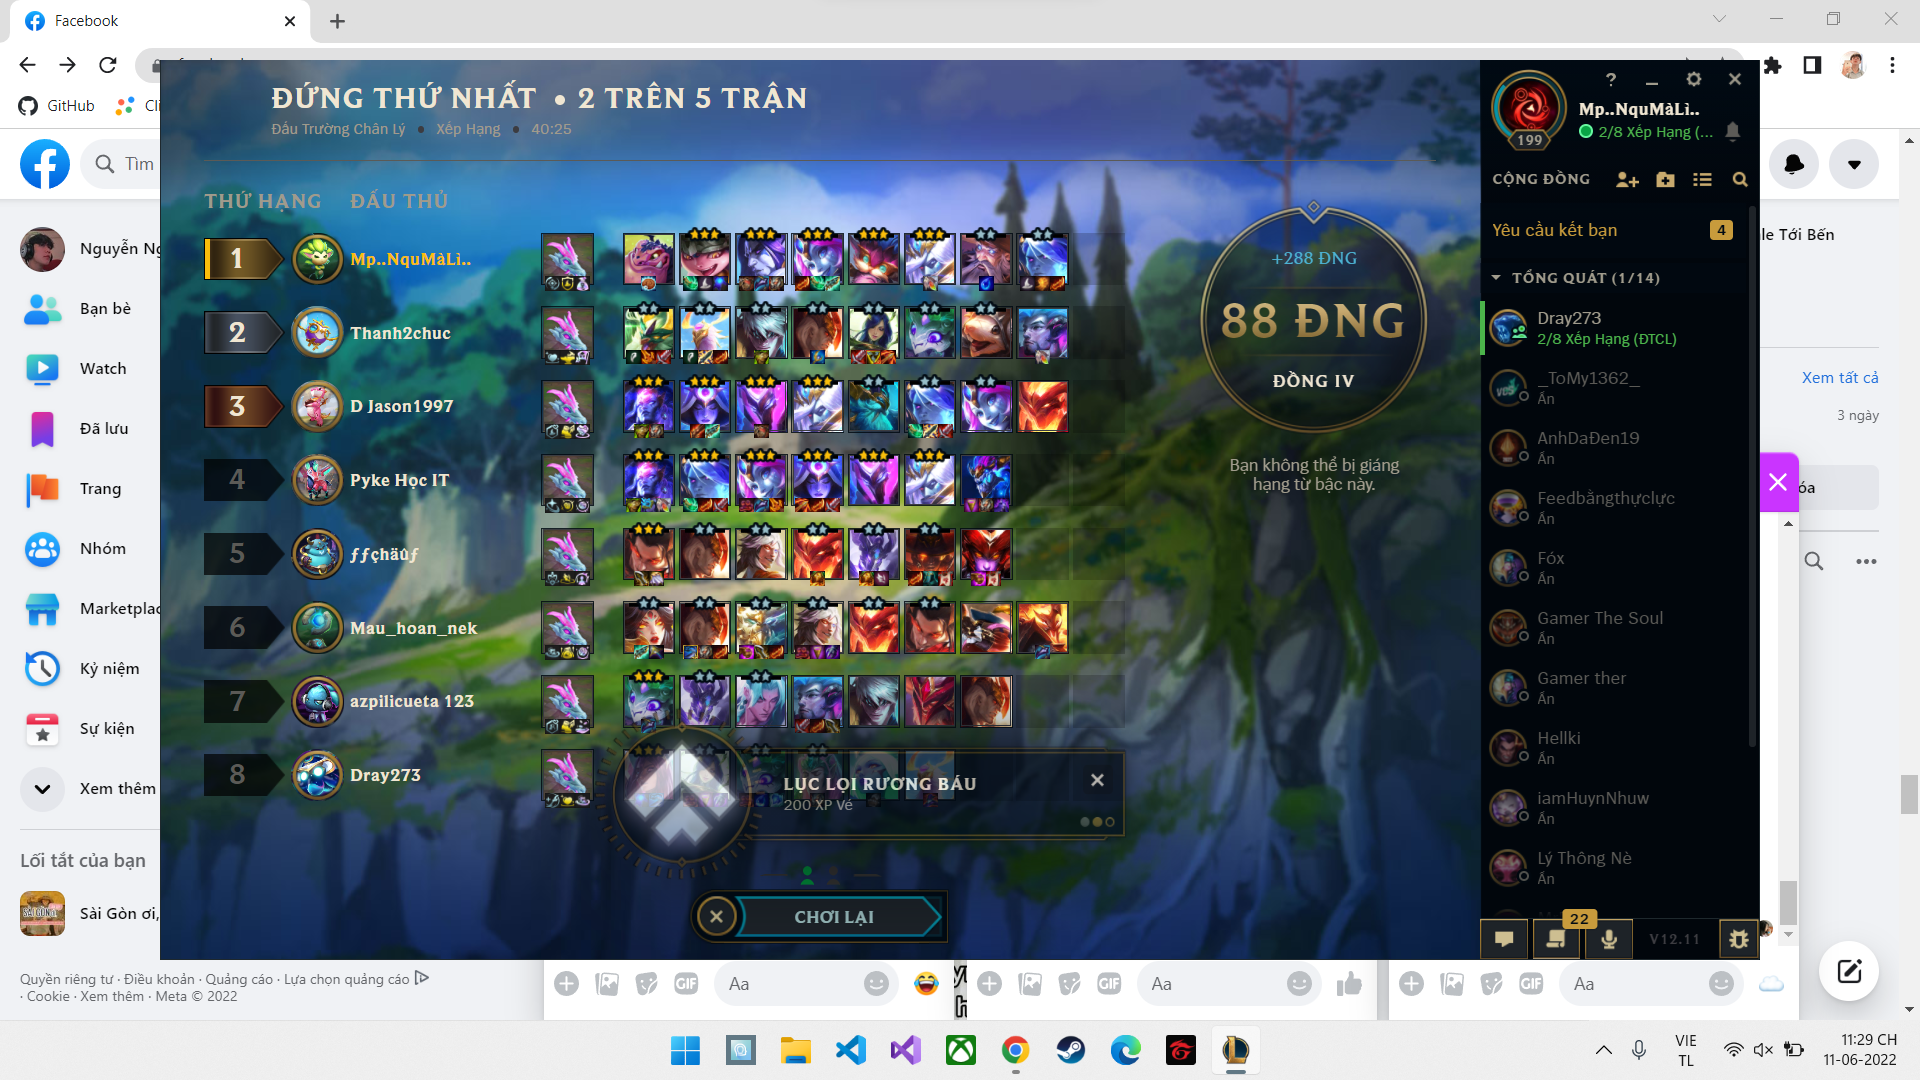 Facebook
GitHub
Cli
Tìm
Nguyễn Ng
Bạn bè
Watch
Đã lưu
Trang
Nhóm
Marketplac
Kỷ niệm
Sự kiện
Xem thêm
Lối tắt của bạn
Sài Gòn ơi,
Quyền riêng tư · Điều khoản · Quảng cáo · Lựa chọn quảng cáo
· Cookie · Xem thêm · Meta © 2022
ĐỨNG THỨ NHẤT • 2 TRÊN 5 TRẬN
Đấu Trường Chân Lý • Xếp Hạng • 40:25
THỨ HẠNG ĐẤU THỦ
1 Mp..NquMàLì..
2 Thanh2chuc
3 D Jason1997
4 Pyke Học IT
5 ƒƒçhäûƒ
6 Mau_hoan_nek
7 azpilicueta 123
8 Dray273
+288 ĐNG
88 ĐNG
ĐỒNG IV
Bạn không thể bị giáng
hạng từ bậc này.
LỤC LỌI RƯƠNG BÁU
200 XP Vé
CHƠI LẠI
199
Mp..NquMàLì..
2/8 Xếp Hạng (...
CỘNG ĐỒNG
Yêu cầu kết bạn 4
TỔNG QUÁT (1/14)
Dray273
2/8 Xếp Hạng (ĐTCL)
_ToMy1362_
Ẩn
AnhDaĐen19
Ẩn
Feedbằngthựclực
Ẩn
Fóx
Ẩn
Gamer The Soul
Ẩn
Gamer ther
Ẩn
Hellki
Ẩn
iamHuynNhuw
Ẩn
Lý Thông Nè
Ẩn
22
V12.11
le Tới Bến
Xem tất cả
3 ngày
óa
GIF Aa
GIF Aa
GIF Aa
VIE
TL
11:29 CH
11-06-2022